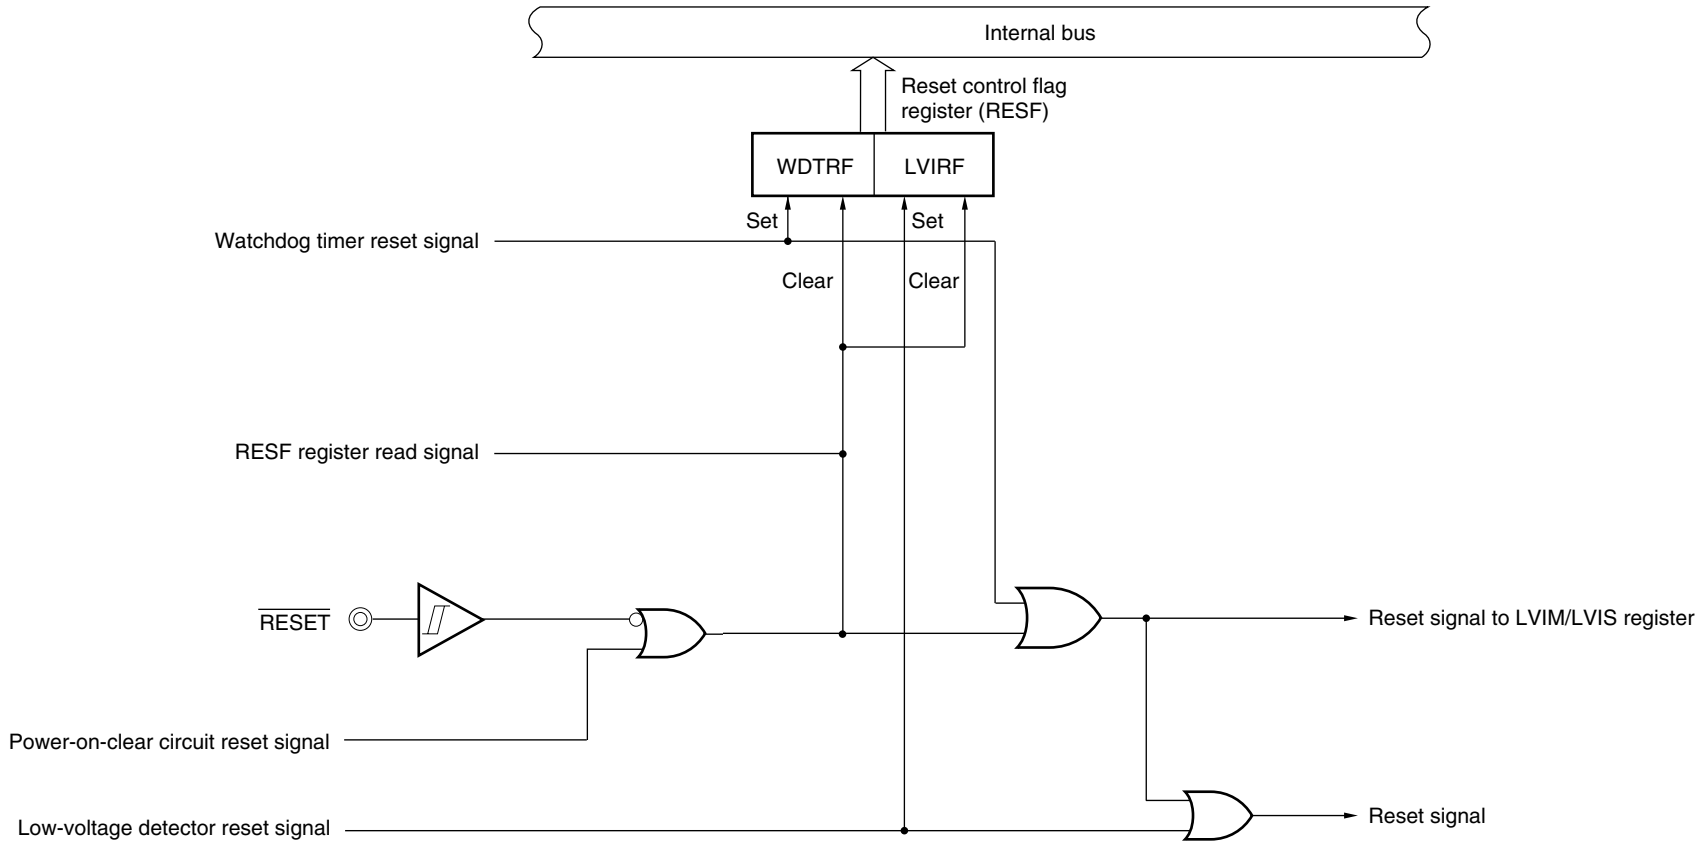 Internal bus
Reset control flag
register (RESF)
WDTRF
LVIRF
Set
Set
Watchdog timer reset signal
Clear
Clear
RESF register read signal
RESET
Reset signal to LVIM/LVIS register
Power-on-clear circuit reset signal
Low-voltage detector reset signal
Reset signal